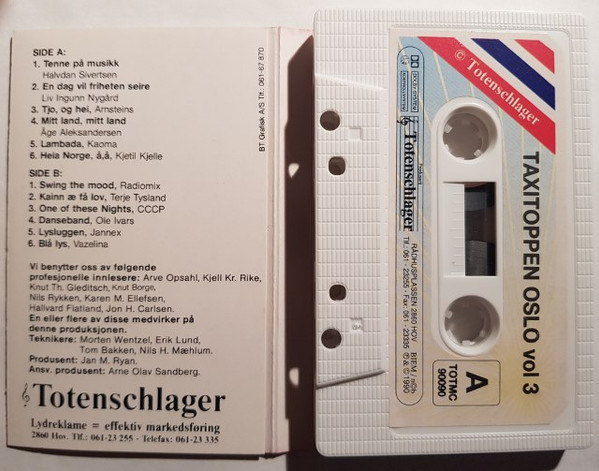 SIDE A:
1. Tenne på musikk
Halvdan Sivertsen
2. En dag vil friheten seire
Liv Ingunn Nygård
3. Tjo, og hei, Arnsteins
4. Mitt land, mitt land
Åge Aleksandersen
5. Lambada, Kaoma
6. Heia Norge, å,å, Kjetil Kjelle
SIDE B:
1. Swing the mood, Radiomix
2. Kainn æ få lov, Terje Tysland
3. One of these Nights, CCCP
4. Danseband, Ole Ivars
5. Lysluggen, Jannex
6. Blå lys, Vazelina
Vi benytter oss av følgende
profesjonelle innlesere: Arve Opsahl, Kjell Kr. Rike,
Knut Th. Gleditsch, Knut Borge,
Nils Rykken, Karen M. Ellefsen,
Hallvard Flatland, Jon H. Carlsen.
En eller flere av disse medvirker på
denne produksjonen.
Teknikere: Morten Wentzel, Erik Lund,
Tom Bakken, Nils H. Mæhlum.
Produsent: Jan M. Ryan.
Ansv. produsent: Arne Olav Sandberg.
Totenschlager
Lydreklame = effektiv markedsføring
2860 Hov. Tlf.: 061-23 255 - Telefax: 061-23 335
BT Grafisk A/S Tlf.: 061-67 870
© Totenschlager
TAXITOPPEN OSLO vol 3
DOLBY SYSTEM
Totenschlager
RÅDHUSPLASSEN 2860 HOV
Tlf.: 061 - 23255 - Fax: 061 - 23335
BIEM / nCb
℗ & © 1990
A
TOTMC
90090